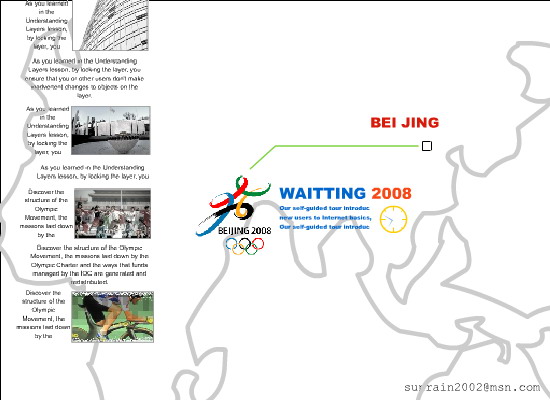 As you learned
in the
Understanding
Layers lesson,
by locking the
layer, you
As you learned in the Understanding
Layers lesson, by locking the layer, you
ensure that you or other users don't make
inadvertent changes to objects on the
layer.
As you learned
in the
Understanding
Layers lesson,
by locking the
layer, you
As you learned in the Understanding
Layers lesson, by locking the layer, you
Discover the
structure of the
Olympic
Movement, the
missions laid down
by the
Discover the structure of the Olympic
Movement, the missions laid down by the
Olympic Charter and the ways that funds
managed by the IOC are generated and
redistributed.
Discover the
structure of the
Olympic
Movement, the
missions laid down
by the
BEI JING
WAITTING 2008
Our self-guided tour introduc
new users to Internet basics,
Our self-guided tour introduc
BEIJING 2008
sunrain2002@msn.com